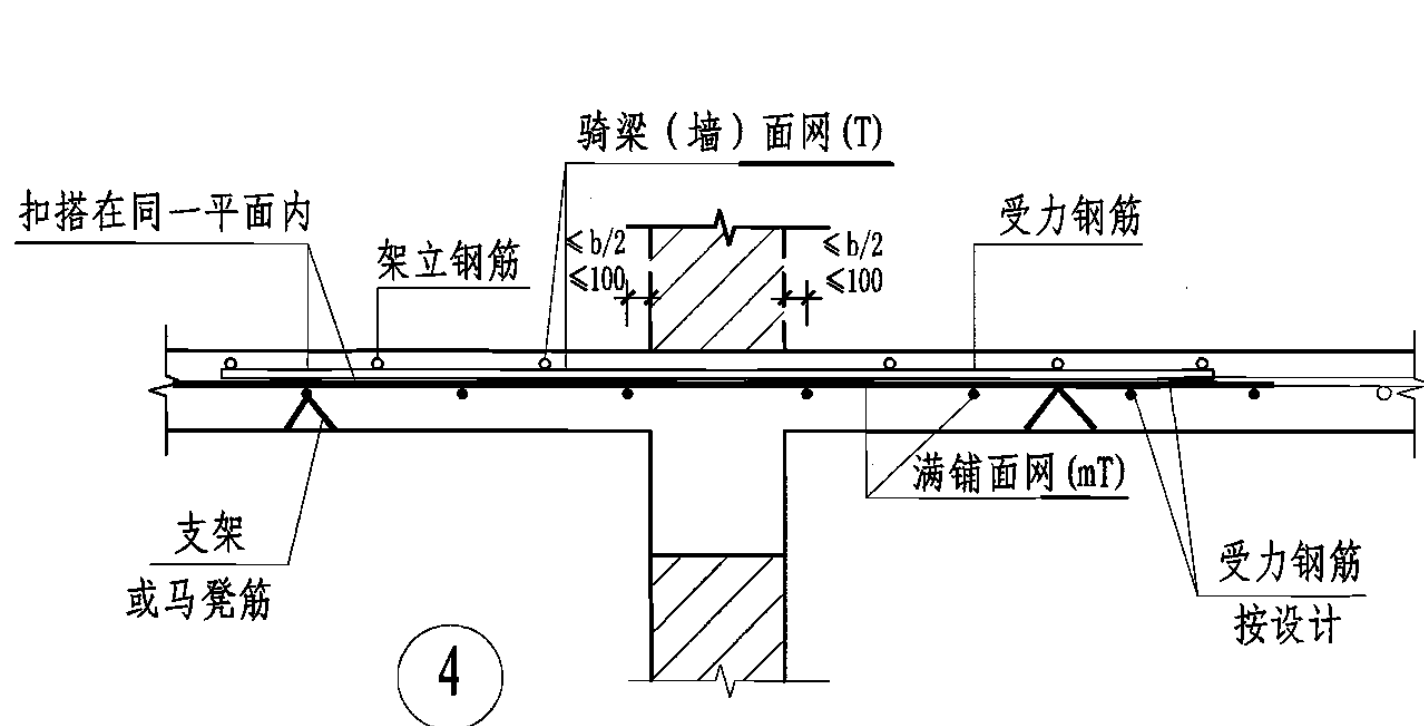 骑梁（墙）面网(T)
扣搭在同一平面内
受力钢筋
架立钢筋
≤b/2
≤100
≤b/2
≤100
满铺面网(mT)
支架
或马凳筋
受力钢筋
按设计
4